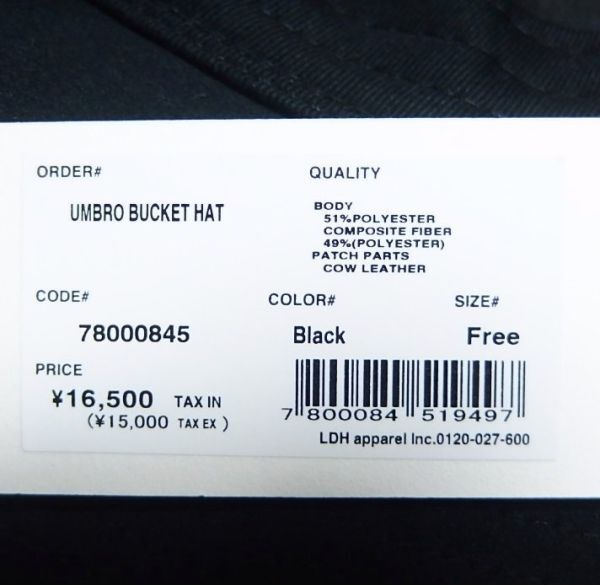 ORDER#
UMBRO BUCKET HAT
QUALITY
BODY
51%POLYESTER
COMPOSITE FIBER
49%(POLYESTER)
PATCH PARTS
COW LEATHER
CODE#
78000845
COLOR#
Black
SIZE#
Free
PRICE
¥16,500 TAX IN
(¥15,000 TAX EX )
7 800084 519497
LDH apparel Inc.0120-027-600